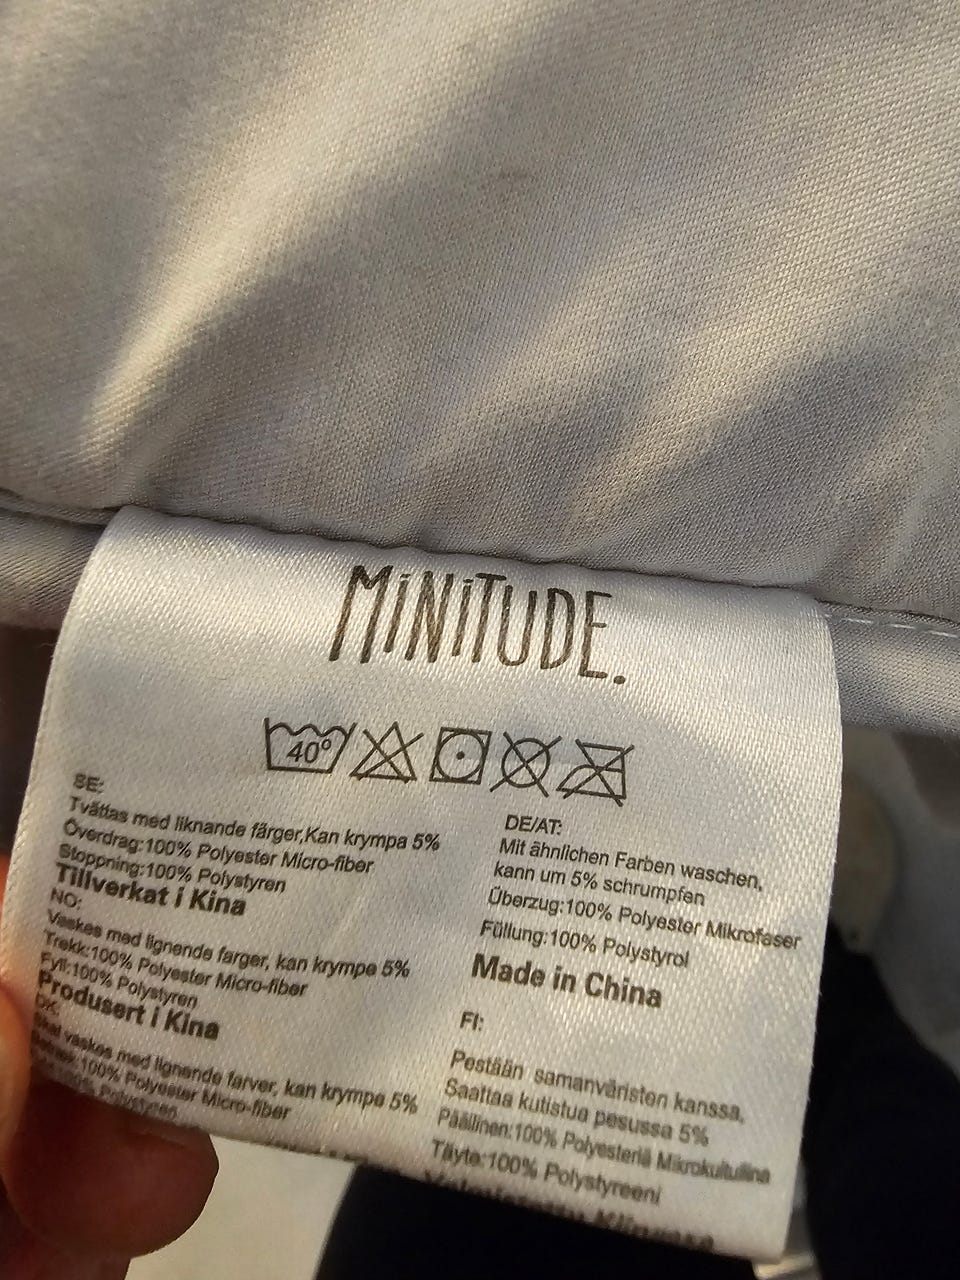 MINITUDE.
40°
SE:
Tvättas med liknande färger,Kan krympa 5%
Överdrag:100% Polyester Micro-fiber
Stoppning:100% Polystyren
Tillverkat i Kina
NO:
Vaskes med lignende farger, kan krympe 5%
Trekk:100% Polyester Micro-fiber
Fyll:100% Polystyren
Produsert i Kina
DK:
Skal vaskes med lignende farver, kan krympe 5%
100% Polyester Micro-fiber
100% Polystyren
DE/AT:
Mit ähnlichen Farben waschen,
kann um 5% schrumpfen
Überzug:100% Polyester Mikrofaser
Füllung:100% Polystyrol
Made in China
FI:
Pestään samanväristen kanssa,
Saattaa kutistua pesussa 5%
Päällinen:100% Polyesteriä Mikrokuitullina
Täyte:100% Polystyreeni